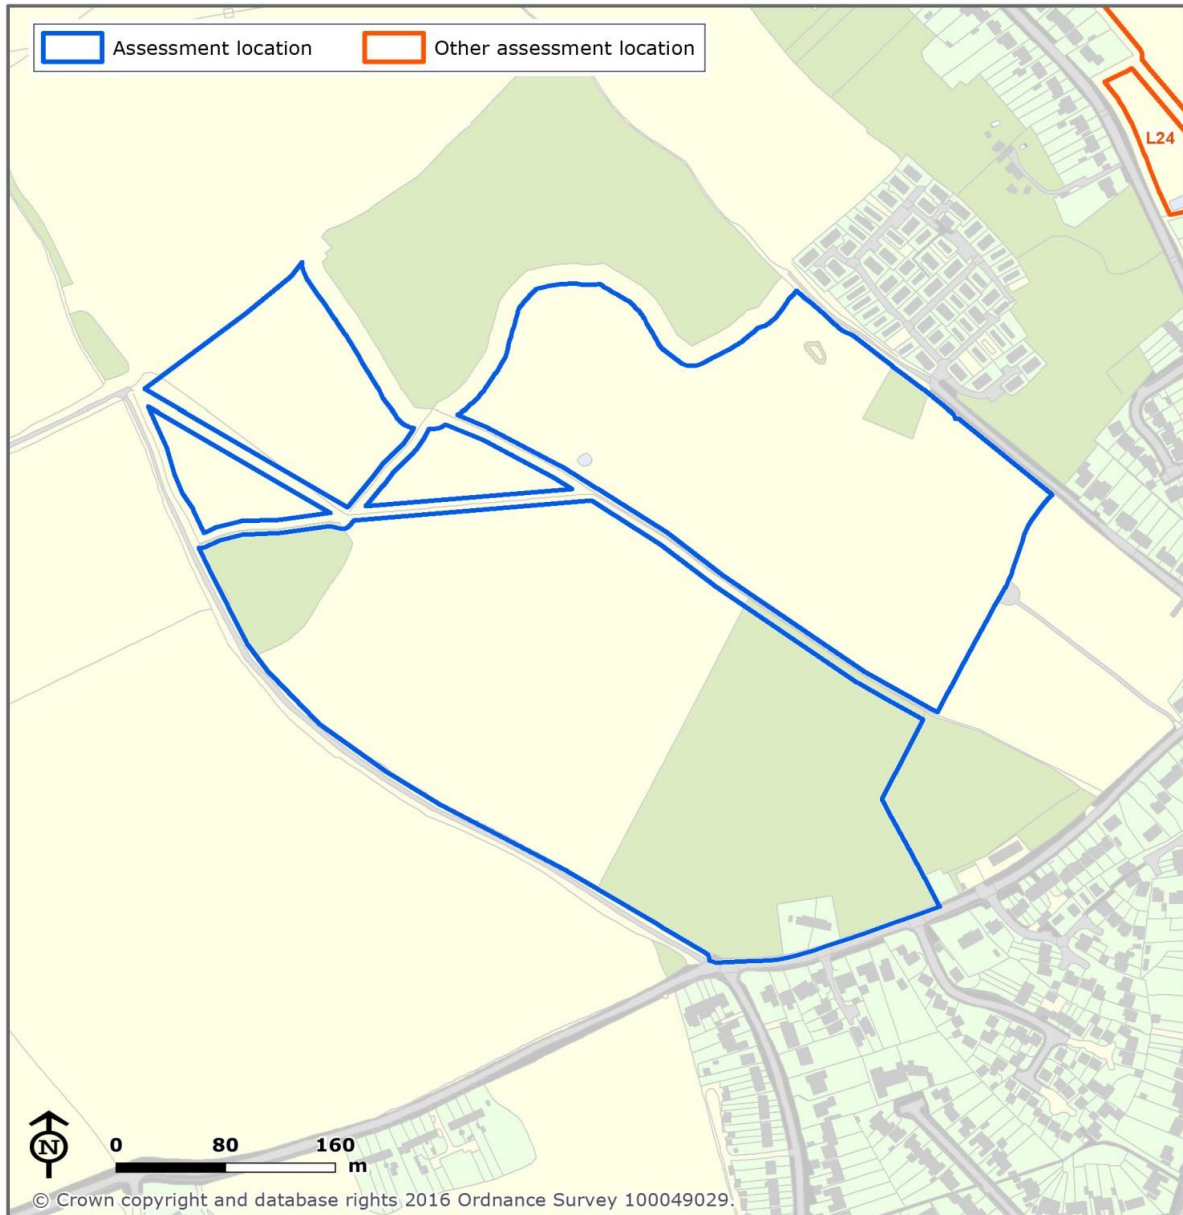 Assessment location Other assessment location
L24
N
0 80 160
m
© Crown copyright and database rights 2016 Ordnance Survey 100049029.